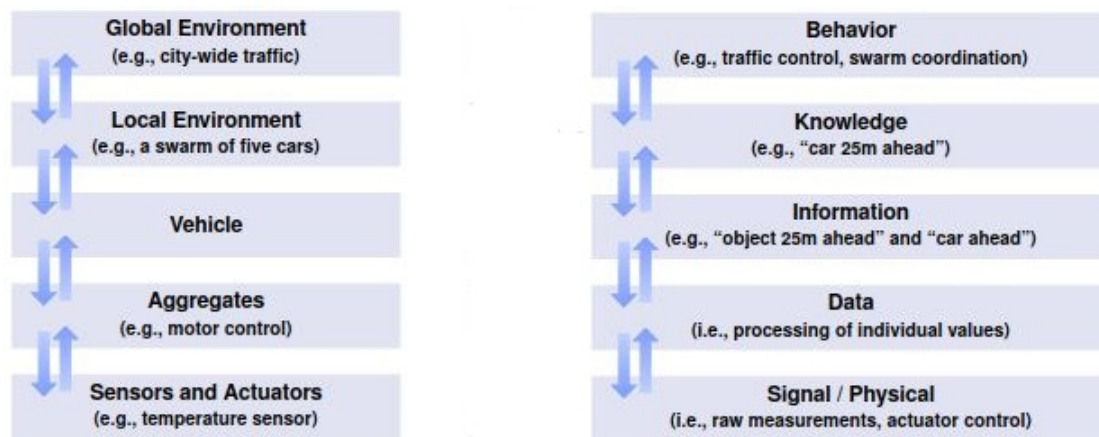 Global Environment
(e.g., city-wide traffic)
Local Environment
(e.g., a swarm of five cars)
Vehicle
Aggregates
(e.g., motor control)
Sensors and Actuators
(e.g., temperature sensor)
Behavior
(e.g., traffic control, swarm coordination)
Knowledge
(e.g., “car 25m ahead”)
Information
(e.g., “object 25m ahead” and “car ahead”)
Data
(i.e., processing of individual values)
Signal / Physical
(i.e., raw measurements, actuator control)